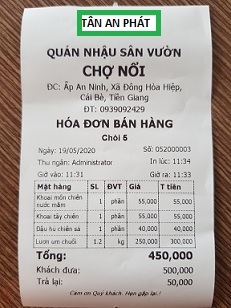 TÂN AN PHÁT
QUÁN NHẬU SÂN VƯỜN
CHỢ NỔI
ĐC: Ấp An Ninh, Xã Đông Hòa Hiệp,
Cái Bè, Tiền Giang
ĐT: 0939092429
HÓA ĐƠN BÁN HÀNG
Chòi 5
Ngày: 19/05/2020 Số: 052000003
Thu ngân: Administrator In lúc: 11:34
Giờ vào: 11:31 Giờ ra: 11:33
Mặt hàng SL ĐVT Giá T tiền
Khoai môn chiên nước mắm 1 phần 55,000 55,000
Khoai tây chiên 1 phần 55,000 55,000
Đậu hu chiên sả 1 phần 40,000 40,000
Lươn um chuối 1.2 kg 250,000 300,000
Tổng: 450,000
Khách đưa: 500,000
Trả lại: 50,000
Cảm ơn Quý khách. Hẹn gặp lại!